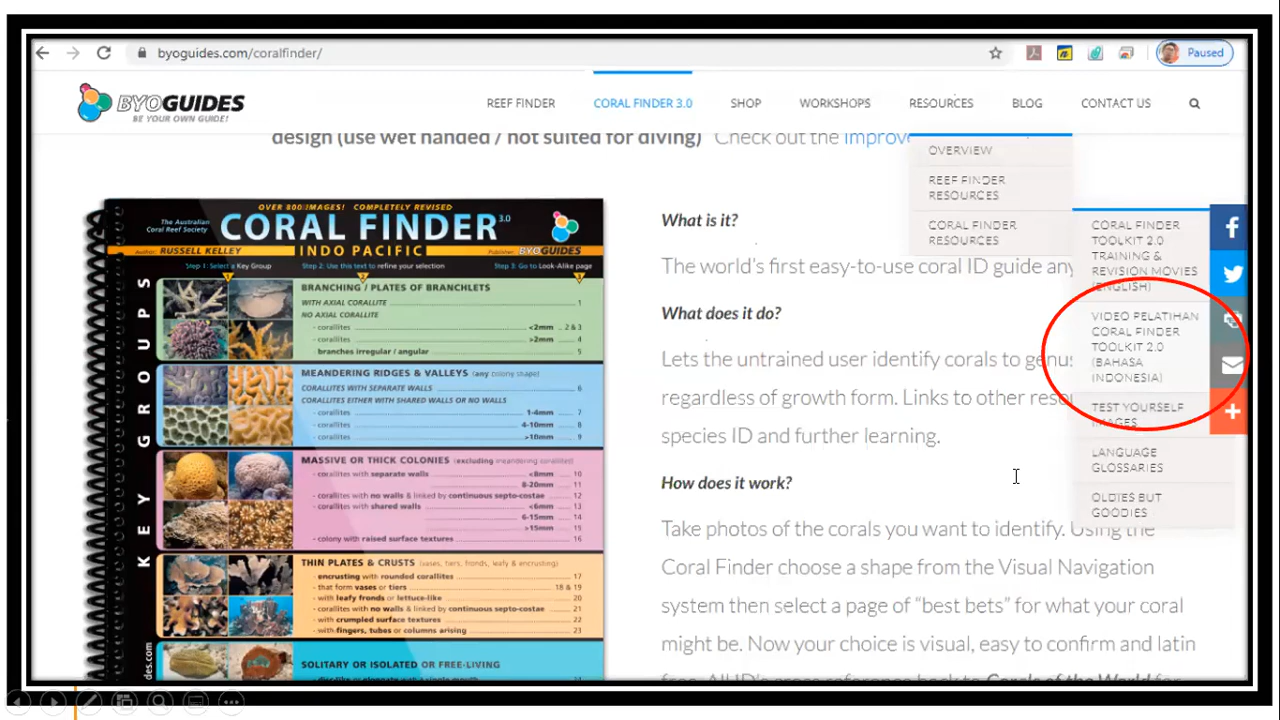 byoguides.com/coralfinder/
Paused
BYOGUIDES
BE YOUR OWN GUIDE!
REEF FINDER
CORAL FINDER 3.0
SHOP
WORKSHOPS
RESOURCES
BLOG
CONTACT US
design (use wet handed / not suited for diving) Check out the
OVERVIEW
REEF FINDER
RESOURCES
CORAL FINDER
RESOURCES
CORAL FINDER
TOOLKIT 2.0
TRAINING &
REVISION MOVIES
(ENGLISH)
VIDEO PELATIHAN
CORAL FINDER
TOOLKIT 2.0
(BAHASA
INDONESIA)
TEST YOURSELF
IMAGES
LANGUAGE
GLOSSARIES
OLDIES BUT
GOODIES
OVER 800 IMAGES! COMPLETELY REVISED
The Australian
Coral Reef Society
CORAL FINDER 3.0
Author: RUSSELL KELLEY
INDO PACIFIC
Publisher: BYOGUIDES
Step 1: Select a Key Group
Step 2: Use this text to refine your selection
Step 3: Go to Look-Alike page
KEY GROUPS
BRANCHING / PLATES OF BRANCHLETS
WITH AXIAL CORALLITE 1
NO AXIAL CORALLITE
- corallites <2mm .. 2 & 3
- corallites >2mm 4
- branches irregular / angular 5
MEANDERING RIDGES & VALLEYS (any colony shape)
CORALLITES WITH SEPARATE WALLS 6
CORALLITES EITHER WITH SHARED WALLS OR NO WALLS
- corallites 1-4mm 7
- corallites 4-10mm 8
- corallites >10mm 9
MASSIVE OR THICK COLONIES (excluding meandering corallites)
- corallites with separate walls <8mm 10
8-20mm 11
- corallites with no walls & linked by continuous septo-costae 12
- corallites with shared walls <6mm 13
6-15mm 14
>15mm 15
- colony with raised surface textures 16
THIN PLATES & CRUSTS (vases, tiers, fronds, leafy & encrusting)
- encrusting with rounded corallites 17
- that form vases or tiers 18 & 19
- with leafy fronds or lettuce-like 20
- corallites with no walls & linked by continuous septo-costae 21
- with crumpled surface textures 22
- with fingers, tubes or columns arising 23
SOLITARY OR ISOLATED OR FREE-LIVING
des.com
What is it?
The world's first easy-to-use coral ID guide
What does it do?
Lets the untrained user identify corals to
regardless of growth form. Links to other
species ID and further learning.
How does it work?
Take photos of the corals you want to identify. Using the
Coral Finder choose a shape from the Visual Navigation
system then select a page of “best bets” for what your coral
might be. Now your choice is visual, easy to confirm and latin